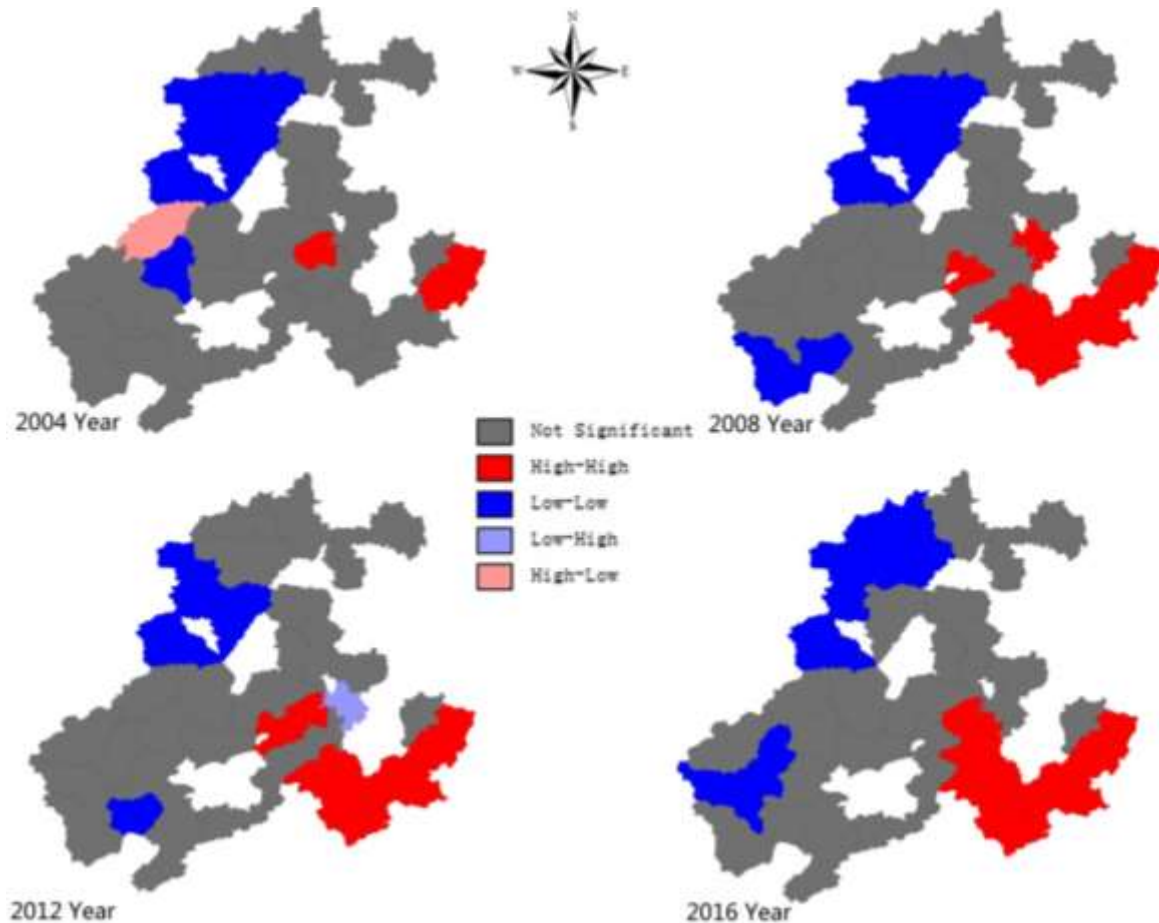 N
W E
S
2004 Year
2008 Year
Not Significant
High-High
Low-Low
Low-High
High-Low
2012 Year
2016 Year